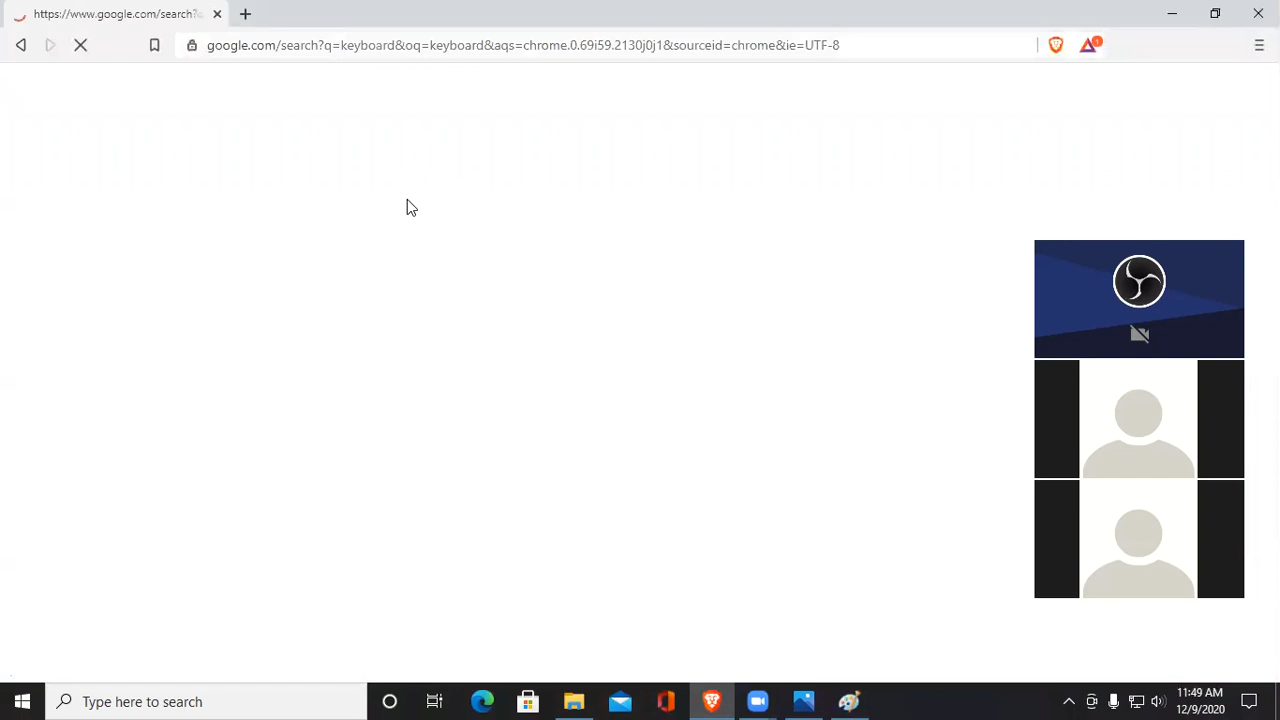 https://www.google.com/search?q
google.com/search?q=keyboard&oq=keyboard&aqs=chrome.0.69i59.2130j0j1&sourceid=chrome&ie=UTF-8
1
Type here to search
11:49 AM
12/9/2020